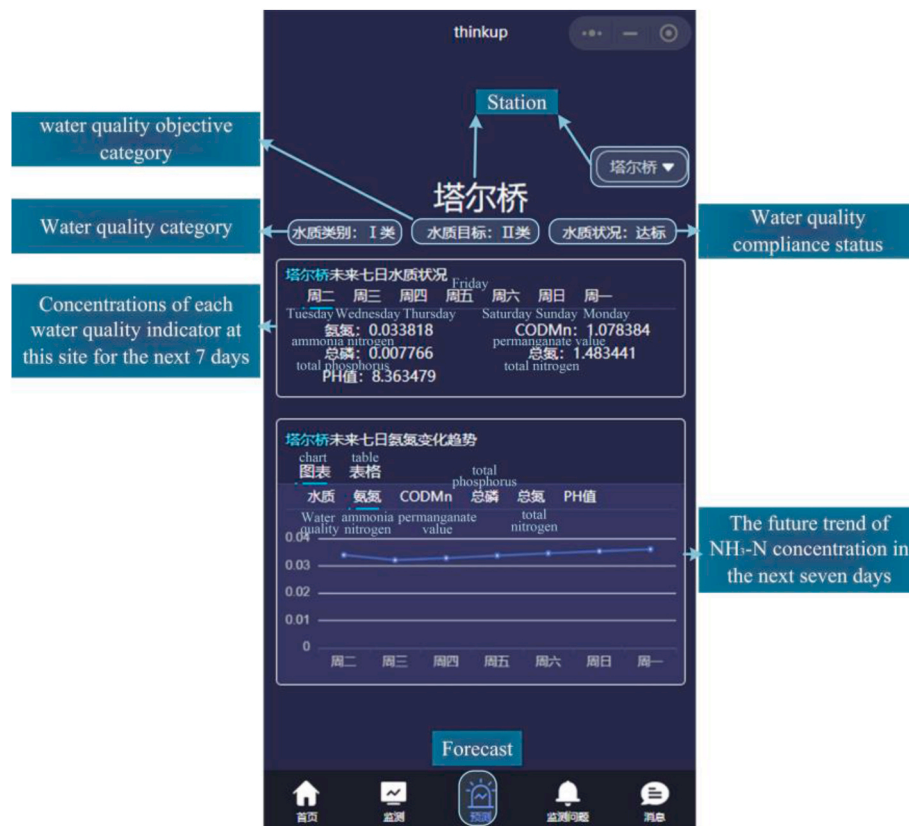 thinkup
Station
water quality objective
category
塔尔桥
塔尔桥
Water quality category
水质类别：Ⅰ类
水质目标：Ⅱ类
水质状况：达标
Water quality
compliance status
Concentrations of each
water quality indicator at
this site for the next 7 days
塔尔桥未来七日水质状况
Friday
周二 周三 周四 周五 周六 周日 周一
Tuesday Wednesday Thursday Saturday Sunday Monday
氨氮：0.033818 CODMn：1.078384
ammonia nitrogen permanganate value
总磷：0.007766 总氮：1.483441
total phosphorus total nitrogen
PH值：8.363479
塔尔桥未来七日氨氮变化趋势
chart table
图表 表格
total
phosphorus
水质 氨氮 CODMn 总磷 总氮 PH值
Water
quality
ammonia
nitrogen
permanganate
value
total
nitrogen
The future trend of
NH₃-N concentration in
the next seven days
0.04
0.03
0.02
0.01
0
周二 周三 周四 周五 周六 周日 周一
Forecast
首页 监测 预测 监测问题 消息